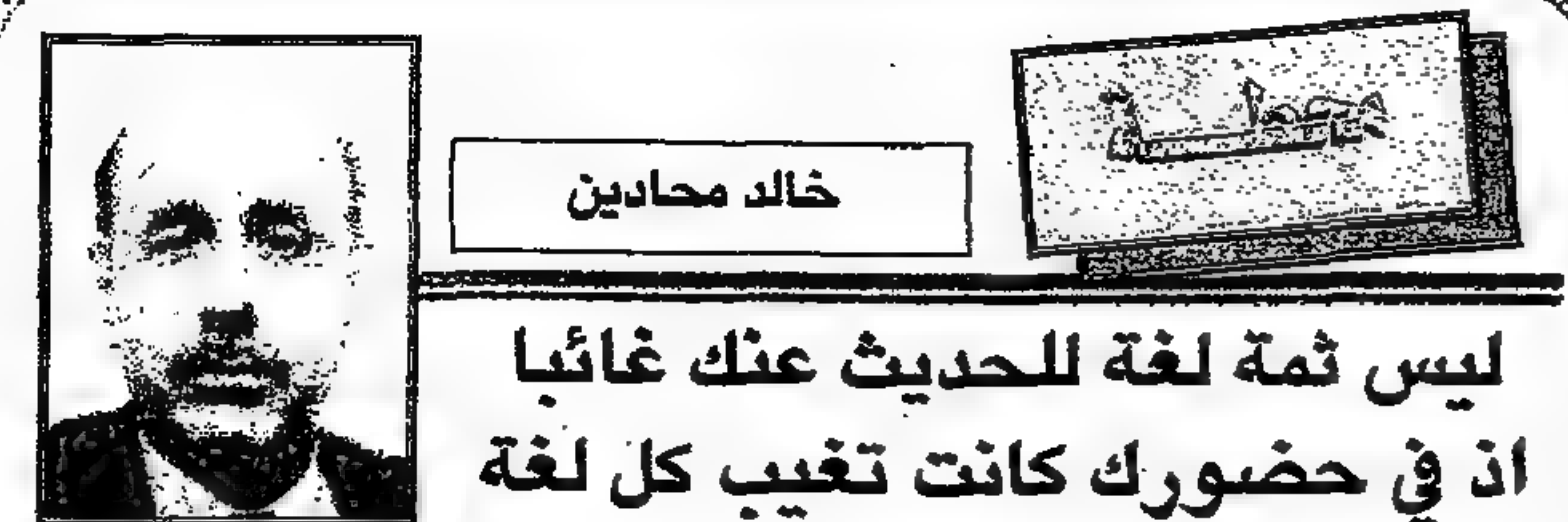 خالد محادين
ليس ثمة لغة للحديث عنك غائبا
اذ في حضورك كانت تغيب كل لغة